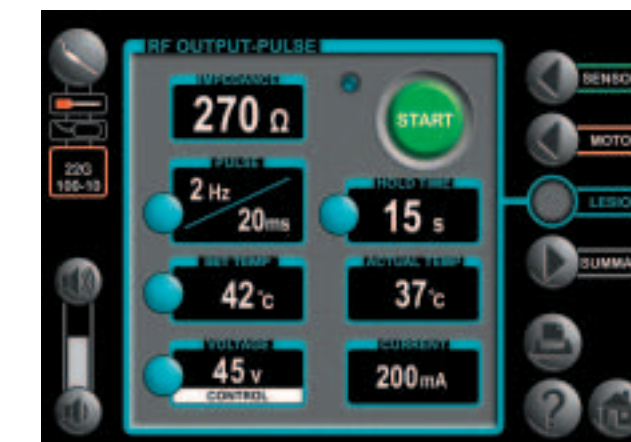 RF OUTPUT-PULSE
IMPEDANCE
270 Ω
START
PULSE
2 Hz
20ms
HOLD TIME
15 s
SET TEMP
42°c
ACTUAL TEMP
37°c
VOLTAGE
45 v
CONTROL
CURRENT
200mA
22G
100-10
SENSO
MOTO
LESIO
SUMMA
?